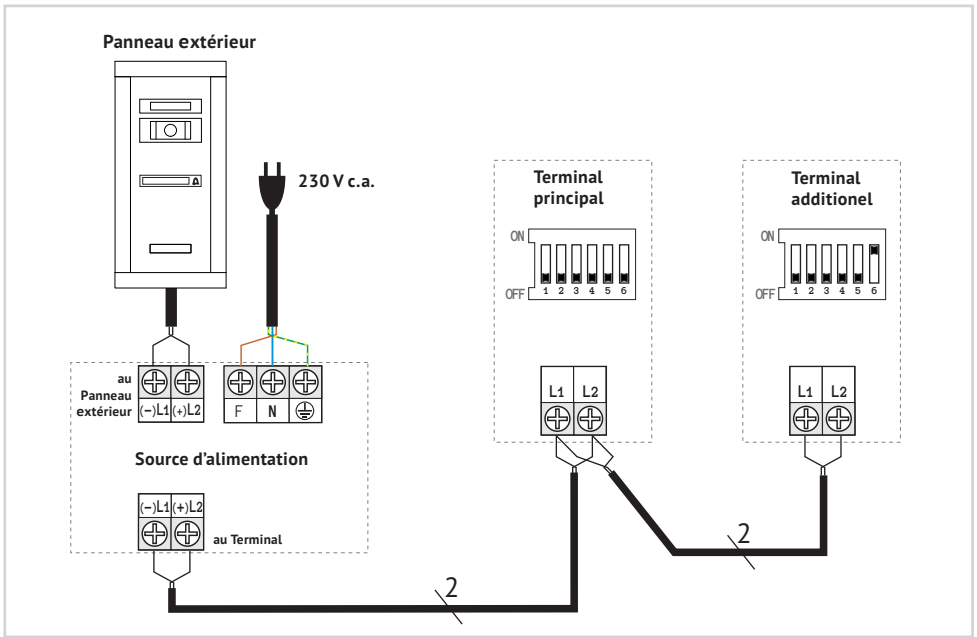 Panneau extérieur
230 V c.a.
Terminal
principal
ON
OFF
1 2 3 4 5 6
Terminal
additionel
ON
OFF
1 2 3 4 5 6
au
Panneau
extérieur
(-)L1 (+)L2
F N
Source d'alimentation
(-)L1 (+)L2
au Terminal
L1 L2
L1 L2
2
2